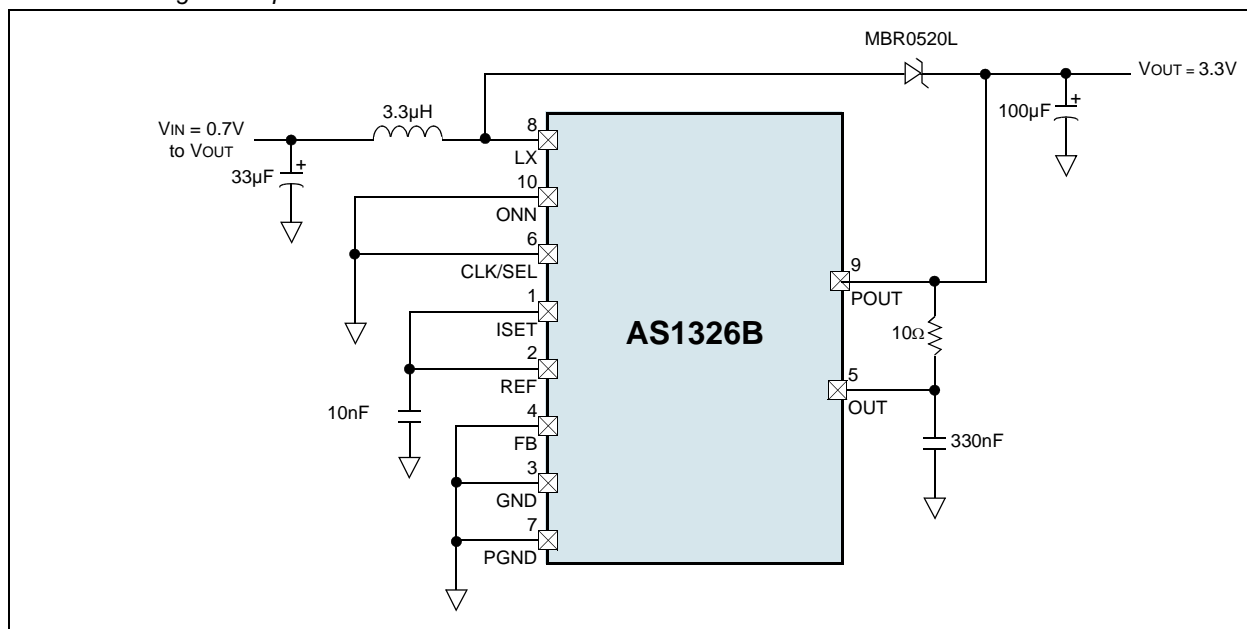 MBR0520L
VOUT = 3.3V
100µF
+
3.3µH
VIN = 0.7V
to VOUT
33µF
+
8
LX
10
ONN
6
CLK/SEL
1
ISET
2
REF
10nF
4
FB
3
GND
7
PGND
AS1326B
9
POUT
10Ω
5
OUT
330nF